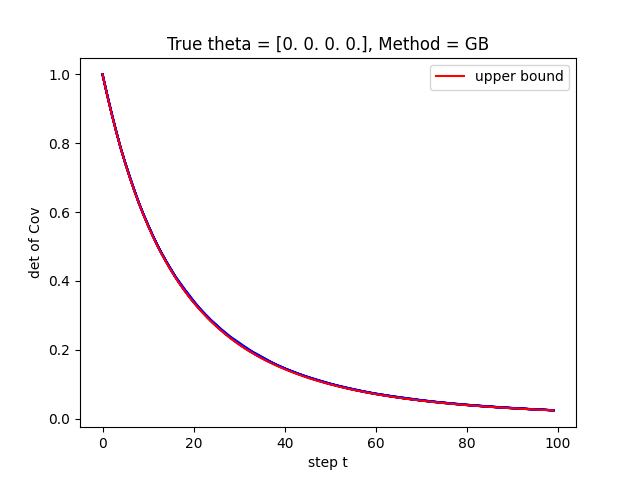 True theta = [0. 0. 0. 0.], Method = GB
upper bound
det of Cov
1.0
0.8
0.6
0.4
0.2
0.0
0 20 40 60 80 100
step t